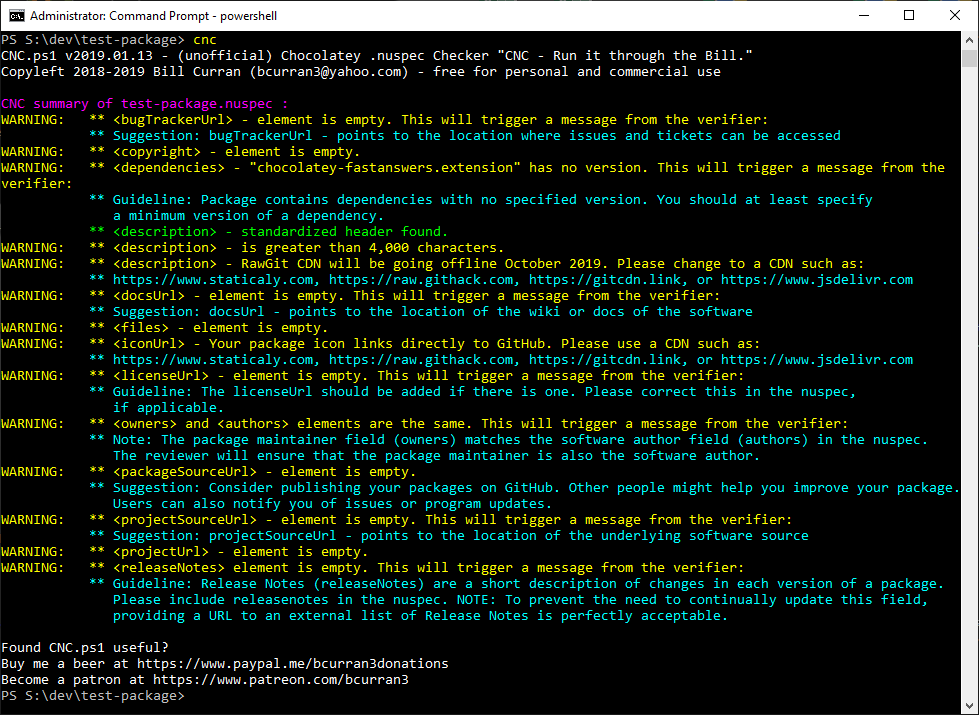 Administrator: Command Prompt - powershell
PS S:\dev\test-package> cnc
CNC.ps1 v2019.01.13 - (unofficial) Chocolatey .nuspec Checker "CNC - Run it through the Bill."
Copyleft 2018-2019 Bill Curran (bcurran3@yahoo.com) - free for personal and commercial use
CNC summary of test-package.nuspec :
WARNING:   ** <bugTrackerUrl> - element is empty. This will trigger a message from the verifier:
           ** Suggestion: bugTrackerUrl - points to the location where issues and tickets can be accessed
WARNING:   ** <copyright> - element is empty.
WARNING:   ** <dependencies> - "chocolatey-fastanswers.extension" has no version. This will trigger a message from the
verifier:
           ** Guideline: Package contains dependencies with no specified version. You should at least specify
              a minimum version of a dependency.
           ** <description> - standardized header found.
WARNING:   ** <description> - is greater than 4,000 characters.
WARNING:   ** <description> - RawGit CDN will be going offline October 2019. Please change to a CDN such as:
           ** https://www.staticaly.com, https://raw.githack.com, https://gitcdn.link, or https://www.jsdelivr.com
WARNING:   ** <docsUrl> - element is empty. This will trigger a message from the verifier:
           ** Suggestion: docsUrl - points to the location of the wiki or docs of the software
WARNING:   ** <files> - element is empty.
WARNING:   ** <iconUrl> - Your package icon links directly to GitHub. Please use a CDN such as:
           ** https://www.staticaly.com, https://raw.githack.com, https://gitcdn.link, or https://www.jsdelivr.com
WARNING:   ** <licenseUrl> - element is empty. This will trigger a message from the verifier:
           ** Guideline: The licenseUrl should be added if there is one. Please correct this in the nuspec,
              if applicable.
WARNING:   ** <owners> and <authors> elements are the same. This will trigger a message from the verifier:
           ** Note: The package maintainer field (owners) matches the software author field (authors) in the nuspec.
              The reviewer will ensure that the package maintainer is also the software author.
WARNING:   ** <packageSourceUrl> - element is empty.
           ** Suggestion: Consider publishing your packages on GitHub. Other people might help you improve your package.
              Users can also notify you of issues or program updates.
WARNING:   ** <projectSourceUrl> - element is empty. This will trigger a message from the verifier:
           ** Suggestion: projectSourceUrl - points to the location of the underlying software source
WARNING:   ** <projectUrl> - element is empty.
WARNING:   ** <releaseNotes> element is empty. This will trigger a message from the verifier:
           ** Guideline: Release Notes (releaseNotes) are a short description of changes in each version of a package.
              Please include releasenotes in the nuspec. NOTE: To prevent the need to continually update this field,
              providing a URL to an external list of Release Notes is perfectly acceptable.
Found CNC.ps1 useful?
Buy me a beer at https://www.paypal.me/bcurran3donations
Become a patron at https://www.patreon.com/bcurran3
PS S:\dev\test-package>